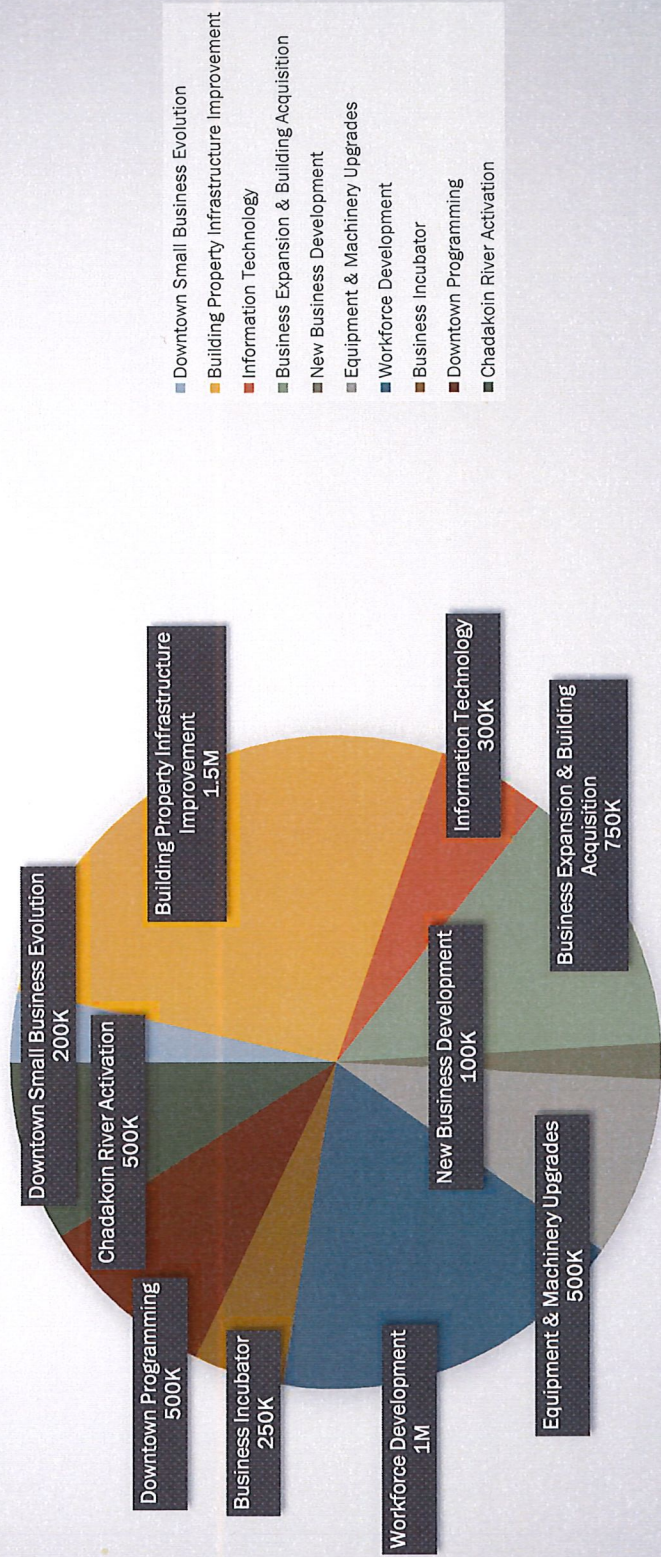 Downtown Small Business Evolution
200K
Building Property Infrastructure
Improvement
1.5M
Information Technology
300K
Business Expansion & Building
Acquisition
750K
New Business Development
100K
Equipment & Machinery Upgrades
500K
Workforce Development
1M
Business Incubator
250K
Downtown Programming
500K
Chadakoin River Activation
500K
Downtown Small Business Evolution
Building Property Infrastructure Improvement
Information Technology
Business Expansion & Building Acquisition
New Business Development
Equipment & Machinery Upgrades
Workforce Development
Business Incubator
Downtown Programming
Chadakoin River Activation